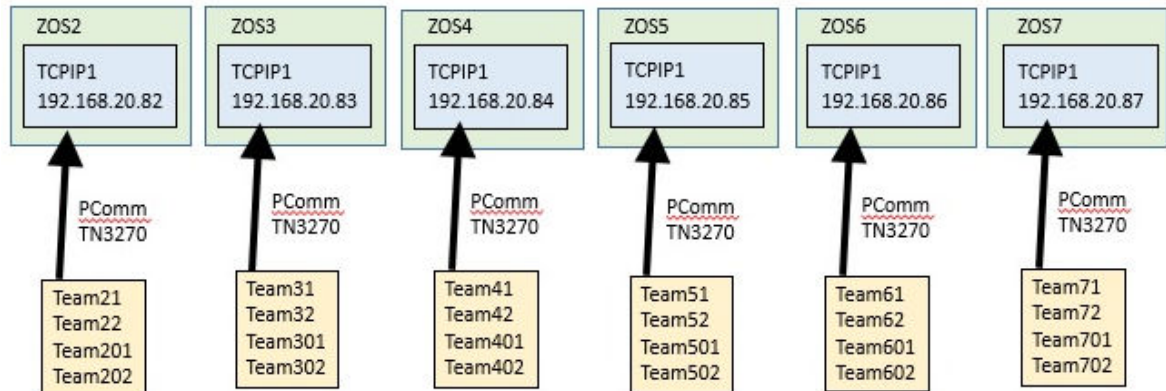 ZOS2
TCPIP1
192.168.20.82
PComm
TN3270
Team21
Team22
Team201
Team202
ZOS3
TCPIP1
192.168.20.83
PComm
TN3270
Team31
Team32
Team301
Team302
ZOS4
TCPIP1
192.168.20.84
PComm
TN3270
Team41
Team42
Team401
Team402
ZOS5
TCPIP1
192.168.20.85
PComm
TN3270
Team51
Team52
Team501
Team502
ZOS6
TCPIP1
192.168.20.86
PComm
TN3270
Team61
Team62
Team601
Team602
ZOS7
TCPIP1
192.168.20.87
PComm
TN3270
Team71
Team72
Team701
Team702